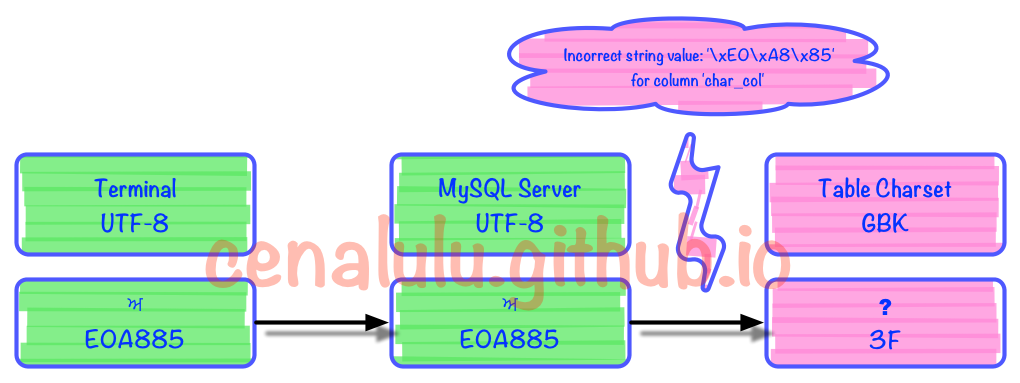 Incorrect string value: '\xE0\xA8\x85'
for column 'char_col'
Terminal
UTF-8
MySQL Server
UTF-8
Table Charset
GBK
cenalulu.github.io
ਅ
E0A885
ਅ
E0A885
?
3F